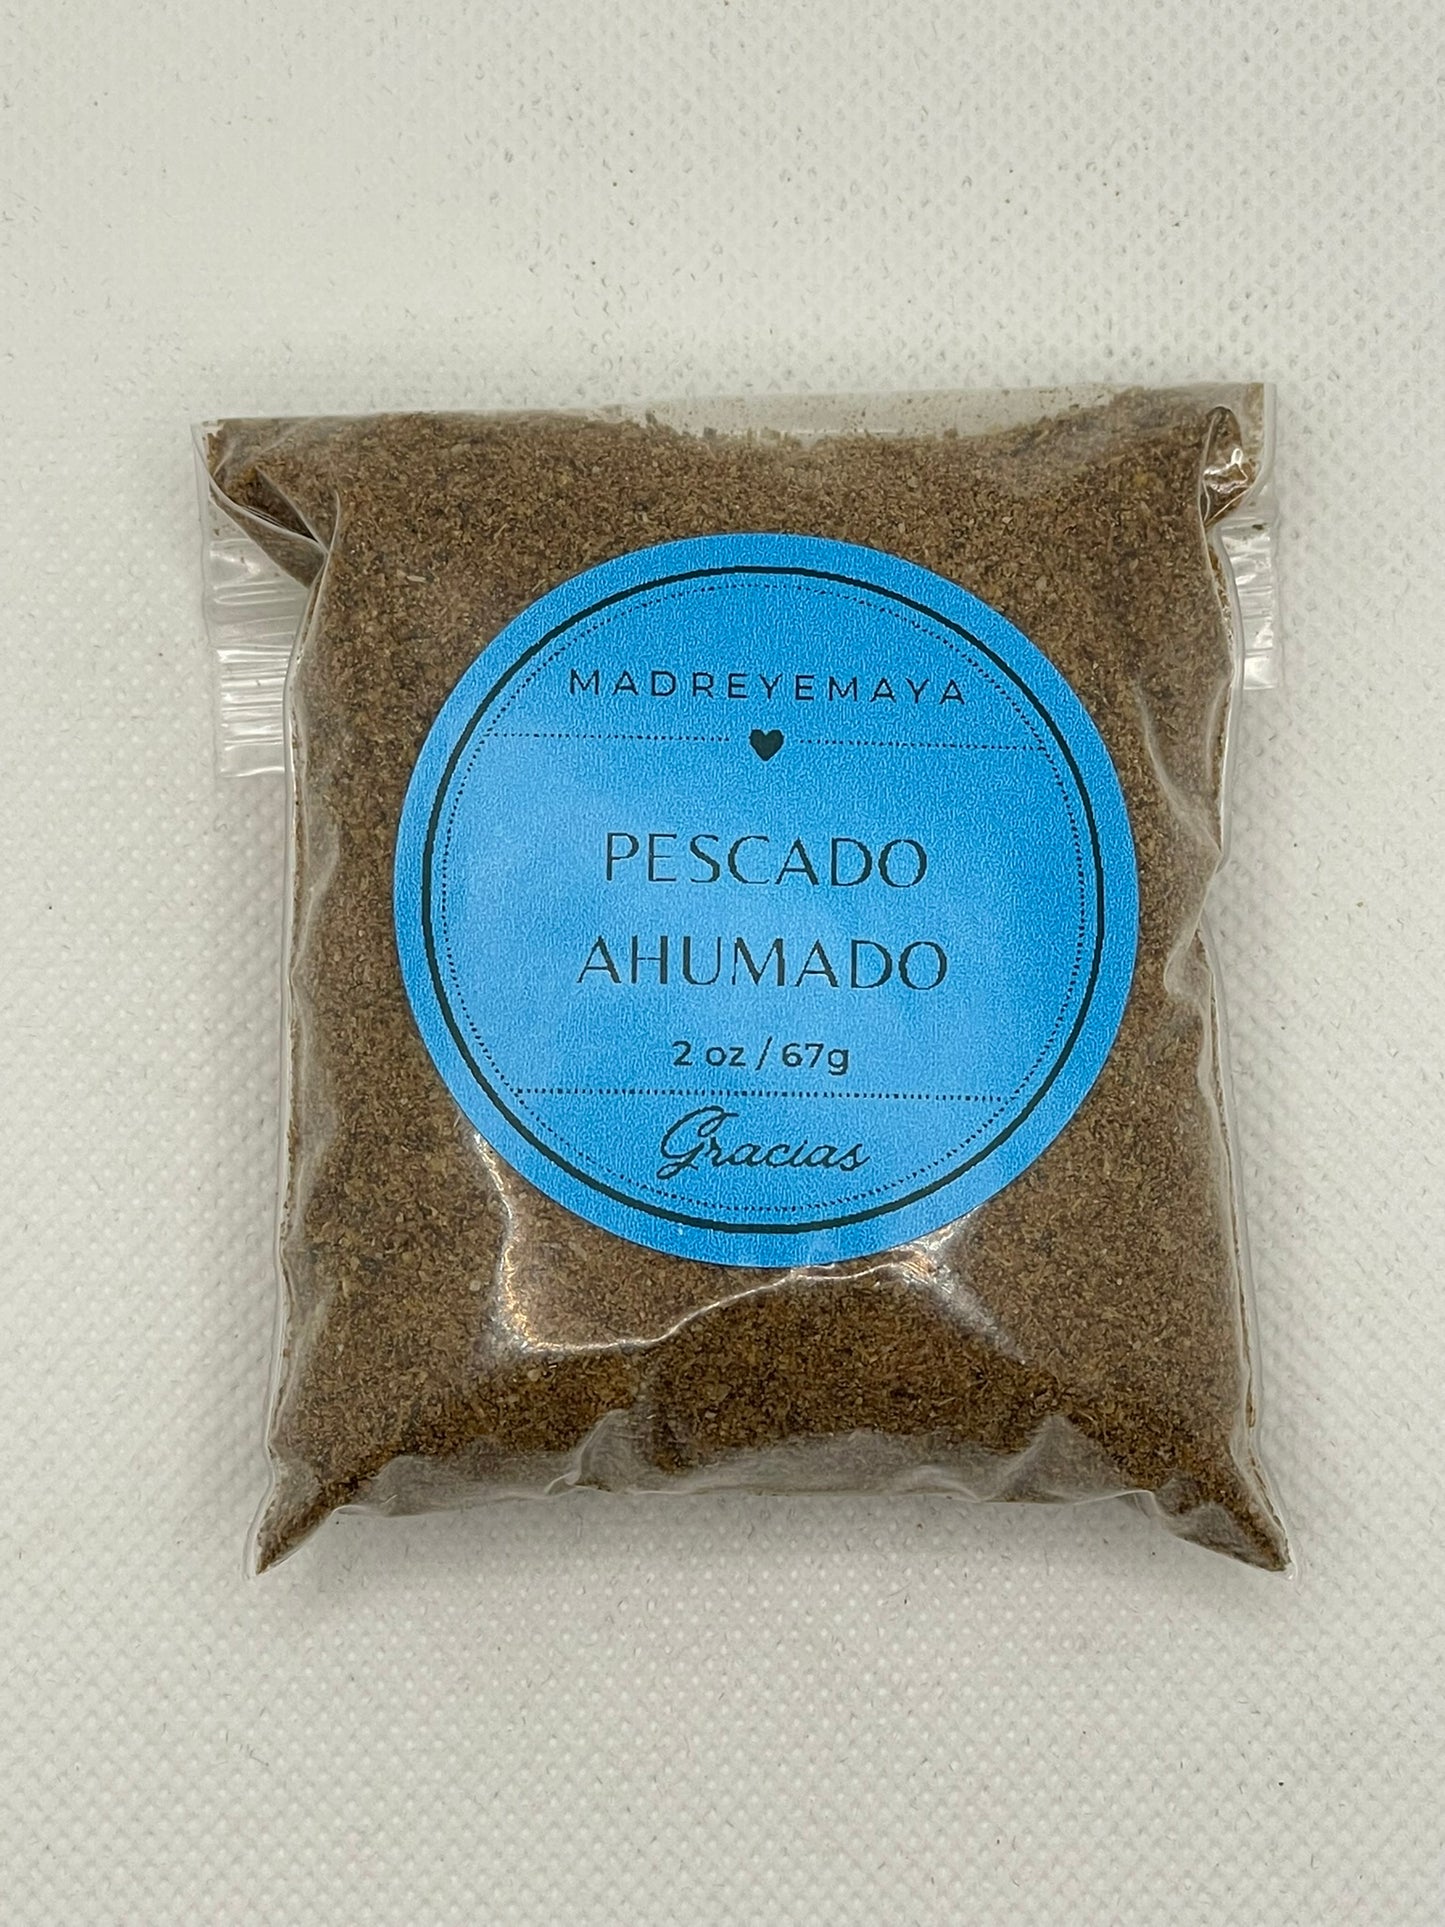 MADREYEMAYA
PESCADO
AHUMADO
2 oz / 67g
Gracias